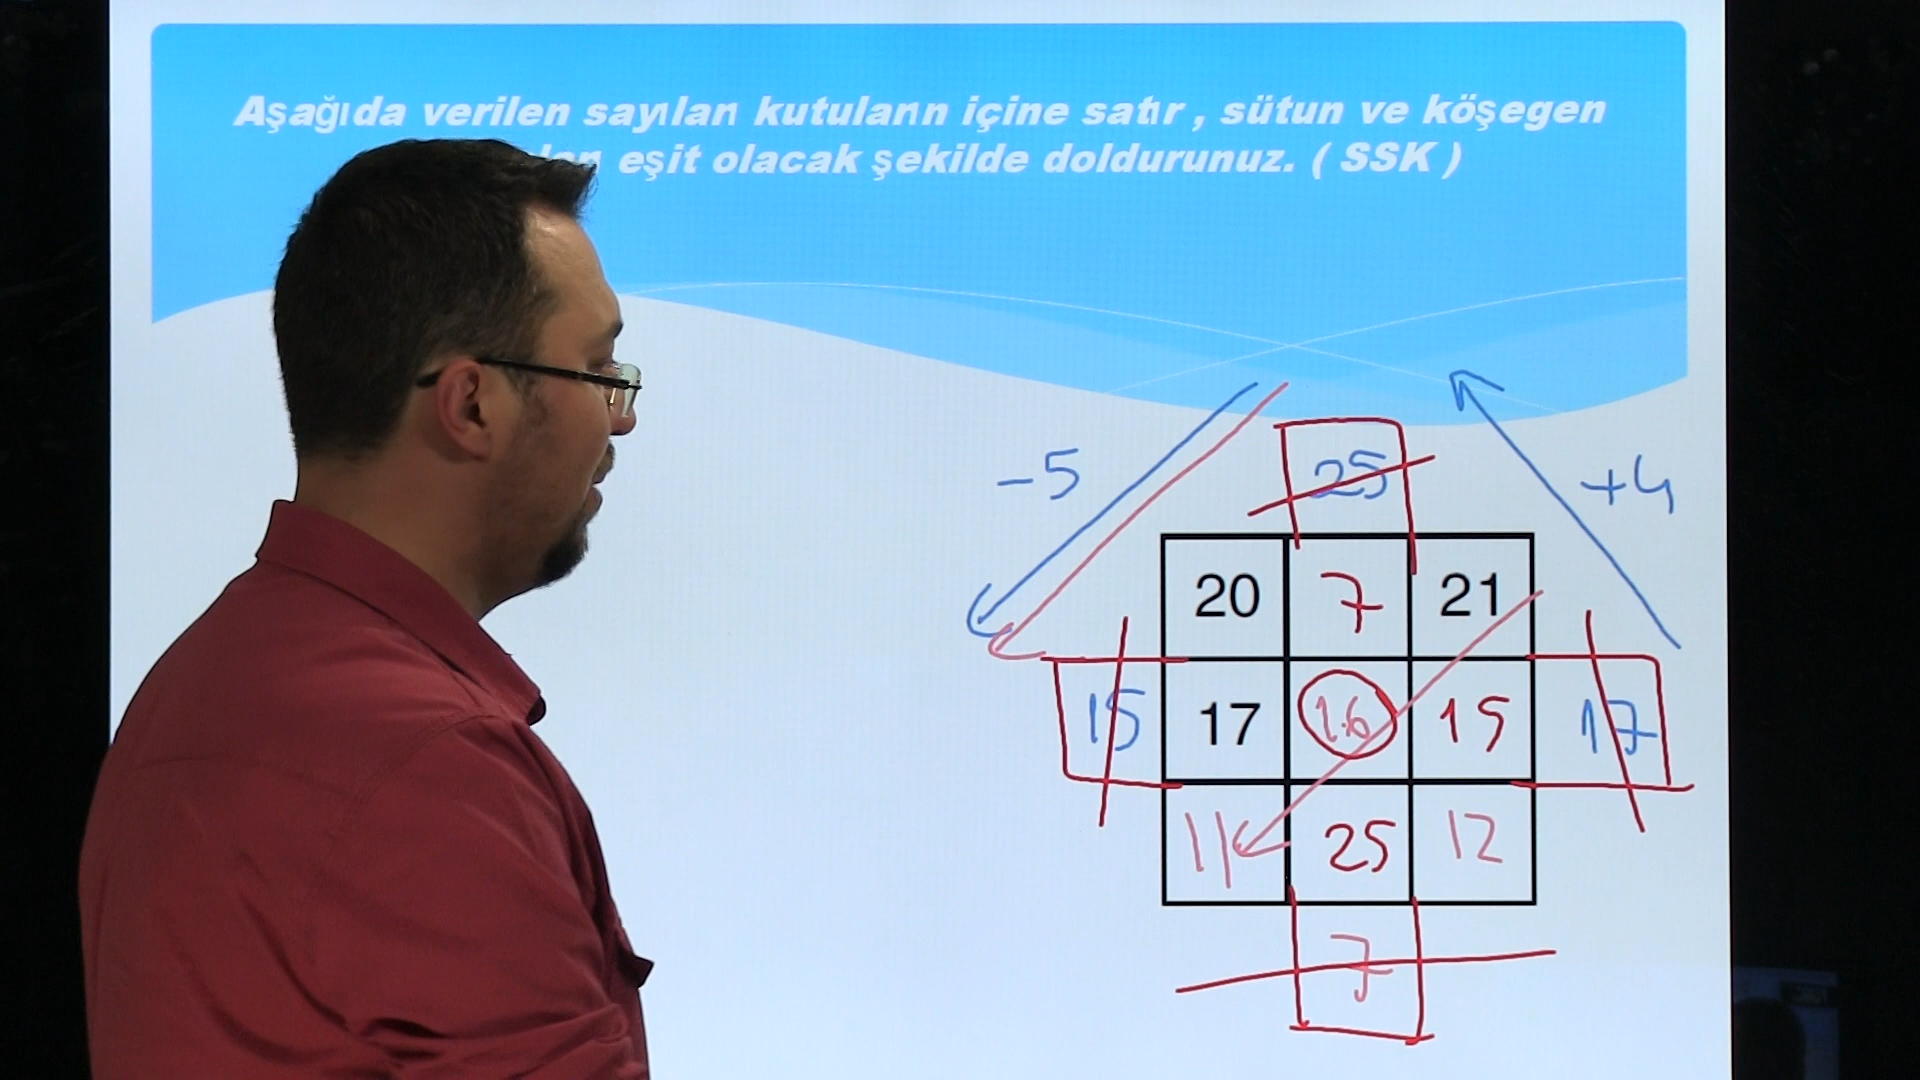 Aşağıda verilen sayıları kutuların içine satır , sütun ve köşegen
eşit olacak şekilde doldurunuz. ( SSK )
-5 25 +4
20 7 21
15 17 16 15 17
11 25 12
7